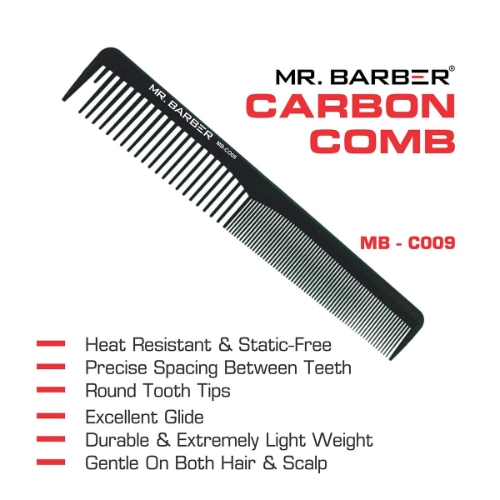 MR. BARBER®
CARBON
COMB
MR. BARBER
MB-C009
MB - C009
Heat Resistant & Static-Free
Precise Spacing Between Teeth
Round Tooth Tips
Excellent Glide
Durable & Extremely Light Weight
Gentle On Both Hair & Scalp